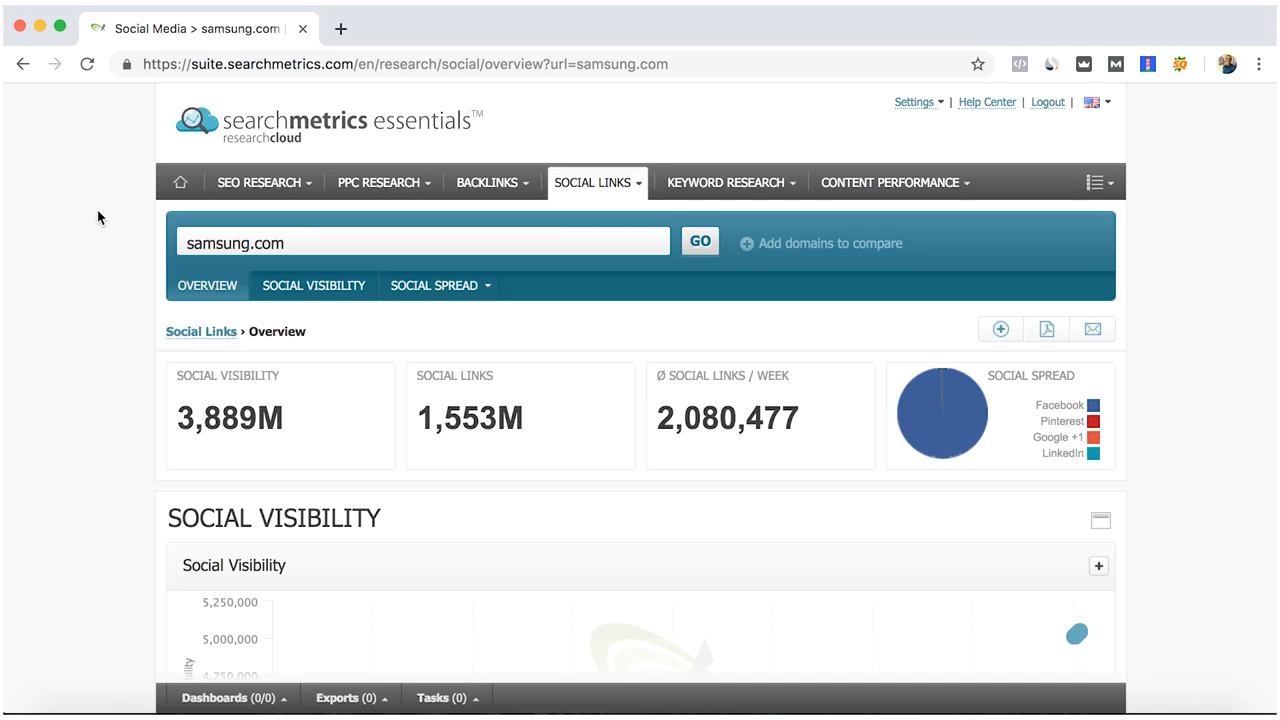 Social Media > samsung.com
https://suite.searchmetrics.com/en/research/social/overview?url=samsung.com
Settings | Help Center | Logout |
searchmetrics essentials™
researchcloud
SEO RESEARCH PPC RESEARCH BACKLINKS SOCIAL LINKS KEYWORD RESEARCH CONTENT PERFORMANCE
samsung.com GO Add domains to compare
OVERVIEW SOCIAL VISIBILITY SOCIAL SPREAD
Social Links › Overview
SOCIAL VISIBILITY
3,889M
SOCIAL LINKS
1,553M
Ø SOCIAL LINKS / WEEK
2,080,477
SOCIAL SPREAD
Facebook
Pinterest
Google +1
LinkedIn
SOCIAL VISIBILITY
Social Visibility
5,250,000
5,000,000
4,750,000
Dashboards (0/0) Exports (0) Tasks (0)